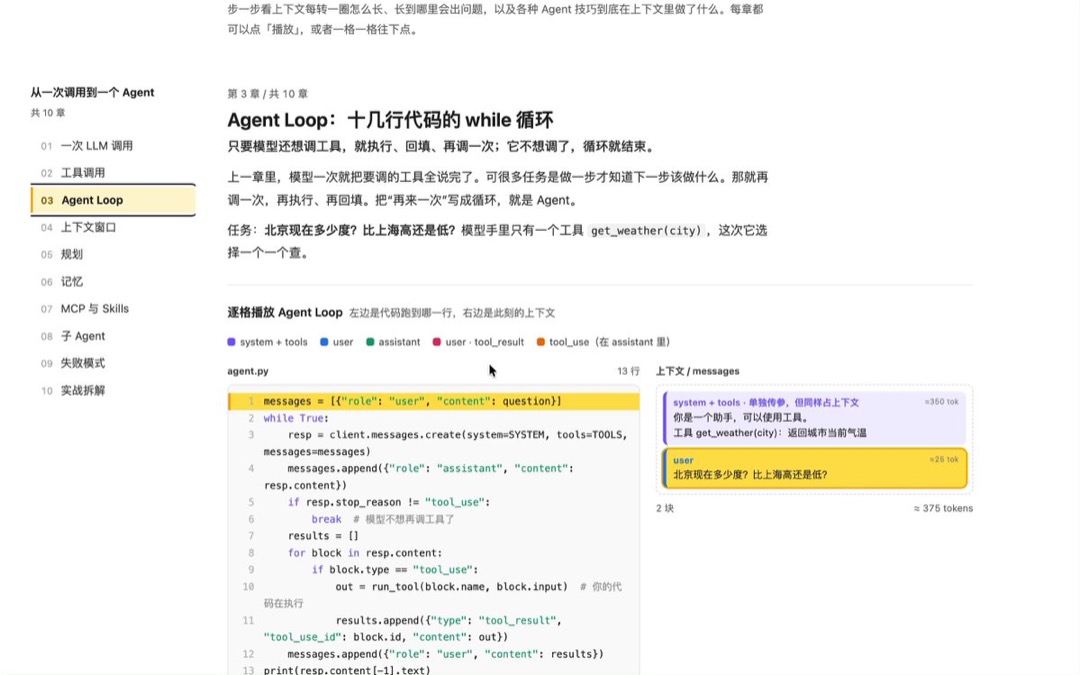 步一步看上下文每转一圈怎么长、长到哪里会出问题，以及各种 Agent 技巧到底在上下文里做了什么。每章都
可以点「播放」，或者一格一格往下点。
从一次调用到一个 Agent
共 10 章
01 一次 LLM 调用
02 工具调用
03 Agent Loop
04 上下文窗口
05 规划
06 记忆
07 MCP 与 Skills
08 子 Agent
09 失败模式
10 实战拆解
第 3 章 / 共 10 章
Agent Loop：十几行代码的 while 循环
只要模型还想调工具，就执行、回填、再调一次；它不想调了，循环就结束。
上一章里，模型一次就把要调的工具全说完了。可很多任务是做一步才知道下一步该做什么。那就再
调一次，再执行、再回填。把“再来一次”写成循环，就是 Agent。
任务：北京现在多少度？比上海高还是低？模型手里只有一个工具 get_weather(city)，这次它选
择一个一个查。
逐格播放 Agent Loop 左边是代码跑到哪一行，右边是此刻的上下文
system + tools user assistant user · tool_result tool_use（在 assistant 里）
agent.py 13 行
1 messages = [{"role": "user", "content": question}]
2 while True:
3 resp = client.messages.create(system=SYSTEM, tools=TOOLS,
messages=messages)
4 messages.append({"role": "assistant", "content":
resp.content})
5 if resp.stop_reason != "tool_use":
6 break # 模型不想再调工具了
7 results = []
8 for block in resp.content:
9 if block.type == "tool_use":
10 out = run_tool(block.name, block.input) # 你的代
码在执行
11 results.append({"type": "tool_result",
"tool_use_id": block.id, "content": out})
12 messages.append({"role": "user", "content": results})
13 print(resp.content[-1].text)
上下文 / messages
system + tools · 单独传参，但同样占上下文 ≈350 tok
你是一个助手，可以使用工具。
工具 get_weather(city)：返回城市当前气温
user ≈25 tok
北京现在多少度？比上海高还是低？
2 块 ≈ 375 tokens